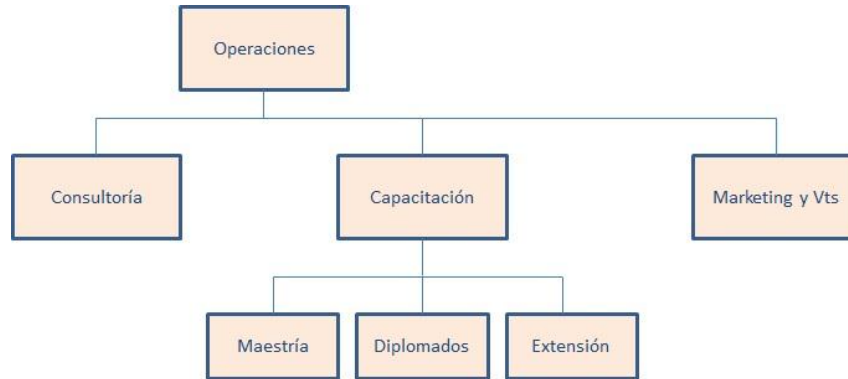 Operaciones
Consultoría
Capacitación
Marketing y Vts
Maestría
Diplomados
Extensión